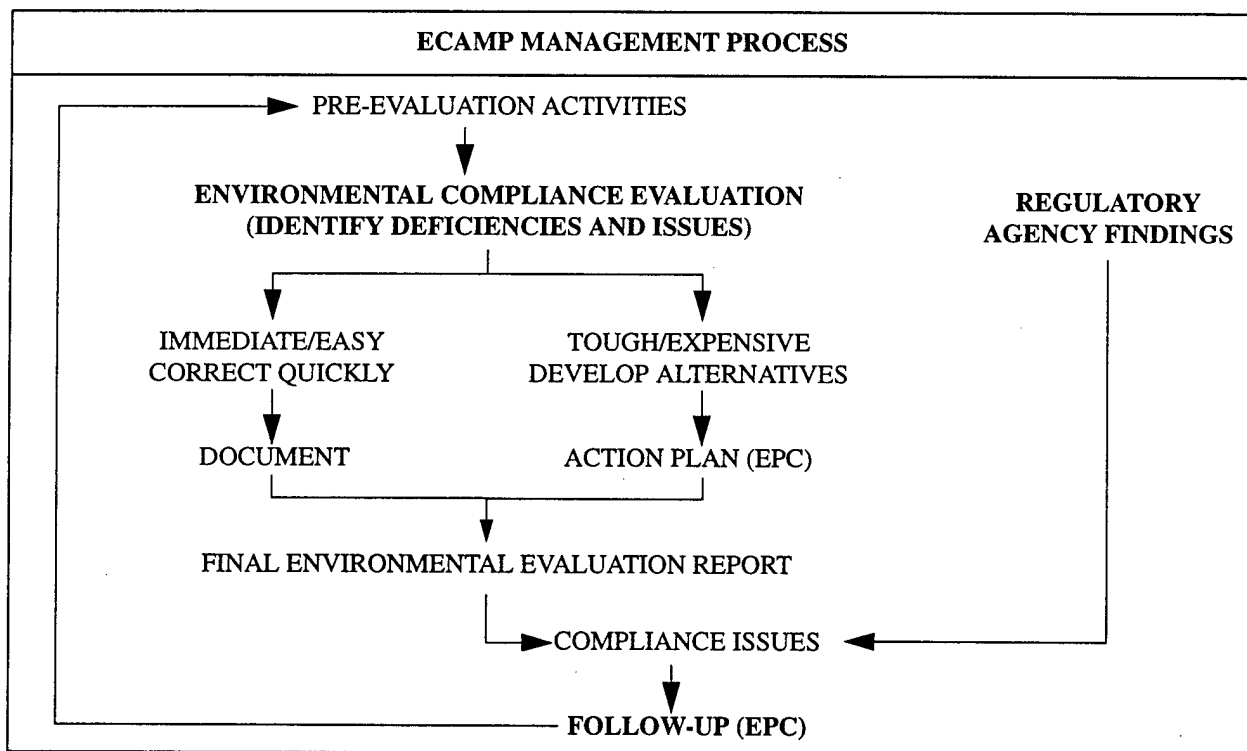 ECAMP MANAGEMENT PROCESS
PRE-EVALUATION ACTIVITIES
ENVIRONMENTAL COMPLIANCE EVALUATION
(IDENTIFY DEFICIENCIES AND ISSUES)
REGULATORY
AGENCY FINDINGS
IMMEDIATE/EASY
CORRECT QUICKLY
TOUGH/EXPENSIVE
DEVELOP ALTERNATIVES
DOCUMENT
ACTION PLAN (EPC)
FINAL ENVIRONMENTAL EVALUATION REPORT
COMPLIANCE ISSUES
FOLLOW-UP (EPC)